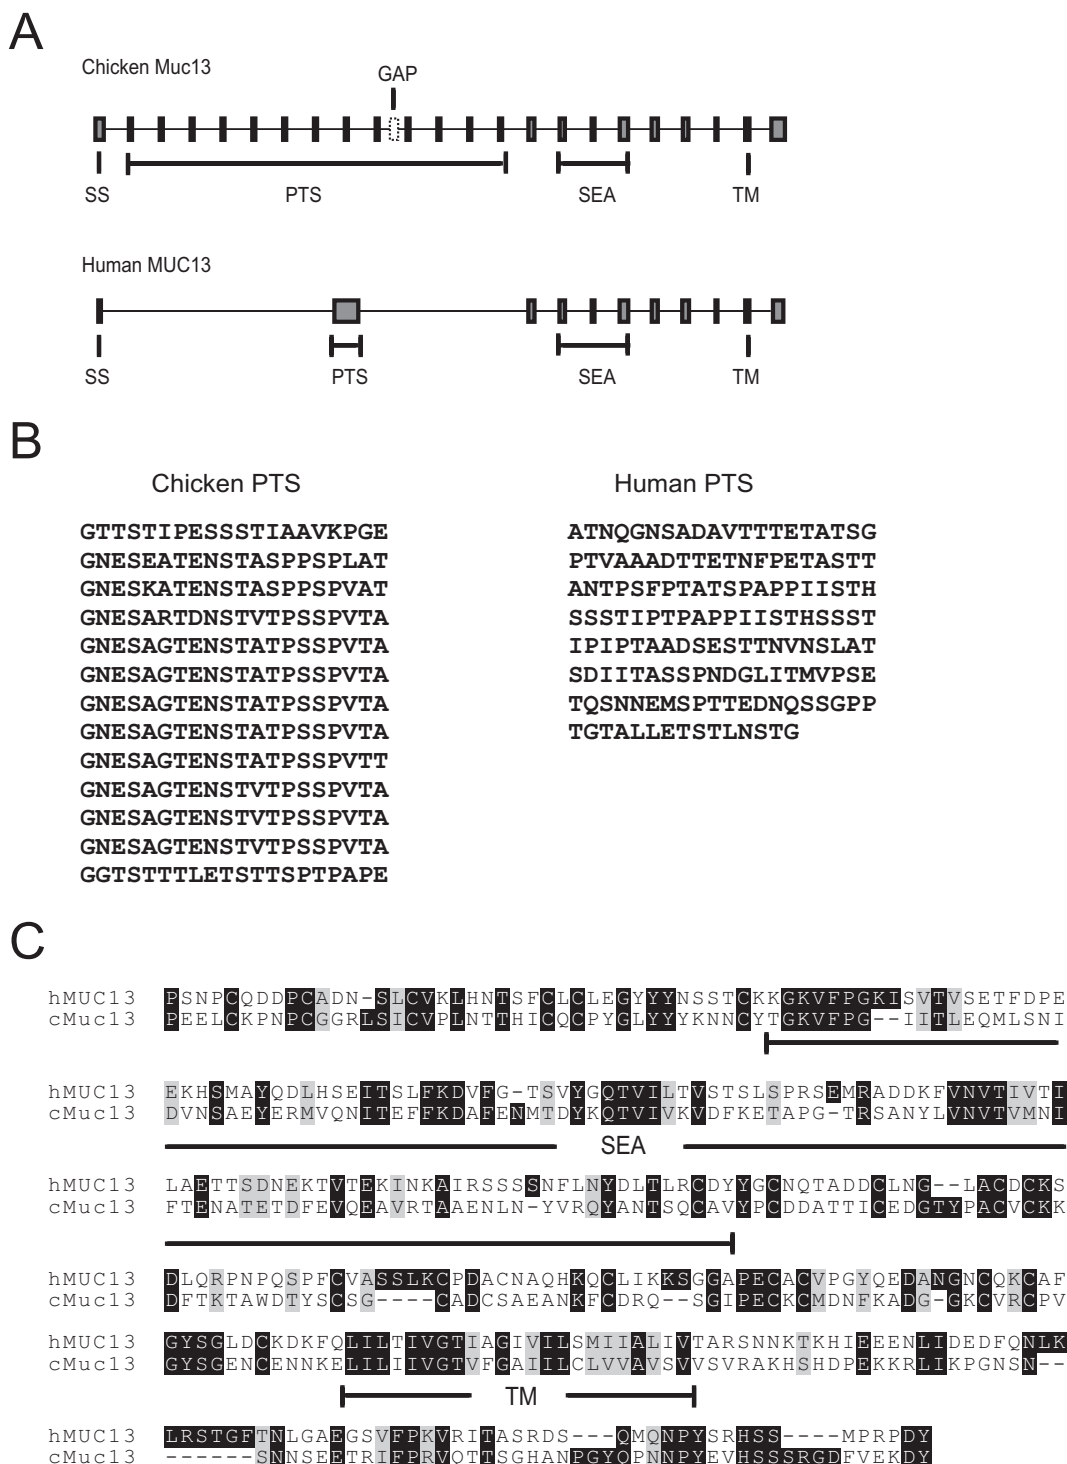 A
Chicken Muc13
GAP
SS PTS SEA TM
Human MUC13
SS PTS SEA TM
B
Chicken PTS
GTTSTIPESSSTIAAVKPGE
GNESEATENSTASPPSPLAT
GNESKATENSTASPPSPVAT
GNESARTDNSTVTPSSPVTA
GNESAGTENSTATPSSPVTA
GNESAGTENSTATPSSPVTA
GNESAGTENSTATPSSPVTA
GNESAGTENSTATPSSPVTA
GNESAGTENSTATPSSPVTT
GNESAGTENSTVTPSSPVTA
GNESAGTENSTVTPSSPVTA
GNESAGTENSTVTPSSPVTA
GGTSTTTLETSTTSPTPAPE
Human PTS
ATNQGNSADAVTTTETATSG
PTVAAADTTETNFPETASTT
ANTPSFPTATSPAPPIISTH
SSSTIPTPAPPIISTHSSST
IPIPTAADSESTTNVNSLAT
SDIITASSPNDGLITMVPSE
TQSNNEMSPTTEDNQSSGPP
TGTALLETSTLNSTG
C
hMUC13 PSNPCQDDPCADN-SLCVKLHNTSFCLCLEGYYYNSSTCKKGKVFPGKISVTVSETFDPE
cMuc13 PEELCKPNPCGGRLSICVPLNTTHICQCPYGLYYYKNNCYTGKVFPG--IITLEQMLSNI
hMUC13 EKHSMAYQDLHSEITSLFKDVFG-TSVYGQTVILTVSTSLSPRSEMRADDKFVNVTIVTI
cMuc13 DVNSAEYERMVQNITEFFKDAFENMTDYKQTVIVKVDFKETAPG-TRSANYLVNVTVMNI
SEA
hMUC13 LAETTSDNEKTVTEKINKAIRSSSSNFLNYDLTLRCDYYGCNQTADDCLNG--LACDCKS
cMuc13 FTENATETDFEVQEAVRTAAENLN-YVRQYANTSQCAVYPCDDATTICEDGTYPACVCKK
hMUC13 DLQRPNPQSPFCVASSLKCPDACNAQHKQCLIKKSGGAPECACVPGYQEDANGNCQKCAF
cMuc13 DFTKTAWDTYSCSG----CADCSAEANKFCDRQ--SGIPECKCMDNFKADG-GKCVRCPV
hMUC13 GYSGLDCKDKFQLILTIVGTIAGIVILSMIIALIVTARSNNKTKHIEEENLIDEDFQNLK
cMuc13 GYSGENCENNKELILIIVGTVFGAIILCLVVAVSVVSVRAKHSHDPEKKRLIKPGNSN--
TM
hMUC13 LRSTGFTNLGAEGSVFPKVRITASRDS---QMQNPYSRHSS----MPRPDY
cMuc13 ------SNNSEETRIFPRVQTTSGHANPGYQPNNPYEVHSSSRGDFVEKDY